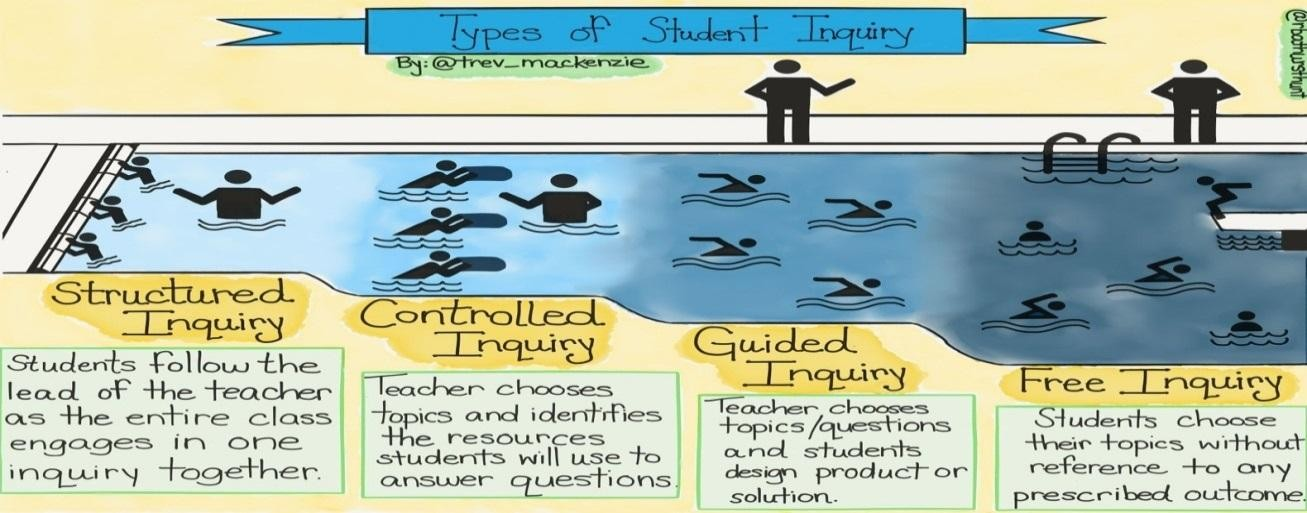 Types of Student Inquiry
By: @trev_mackenzie
Structured
Inquiry
Students follow the
lead of the teacher
as the entire class
engages in one
inquiry together.
Controlled
Inquiry
Teacher chooses
topics and identifies
the resources
students will use to
answer questions.
Guided
Inquiry
Teacher chooses
topics/questions
and students
design product or
solution.
Free Inquiry
Students choose
their topics without
reference to any
prescribed outcome.